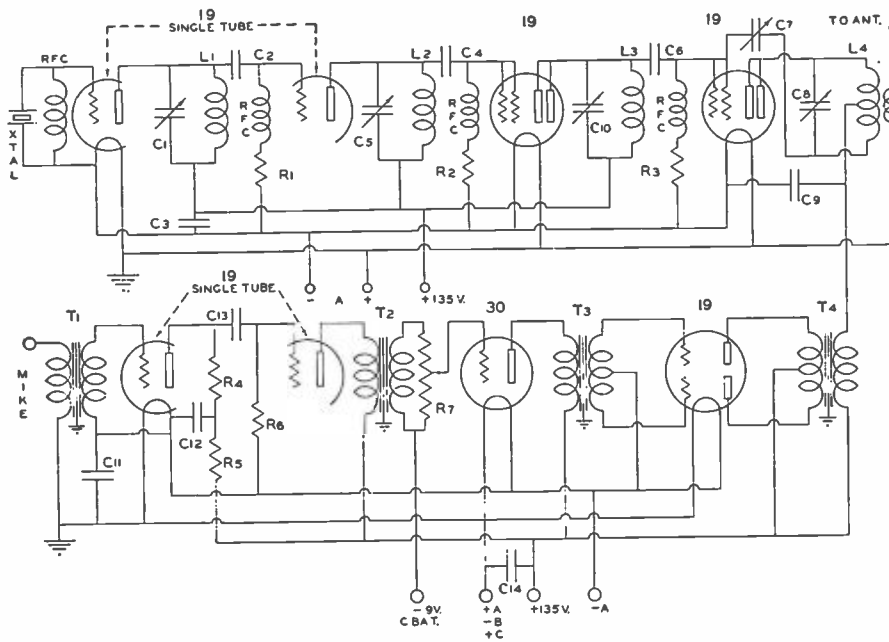 19
SINGLE TUBE
19
19
C7
TO ANT.
RFC
L1
C2
L2
C4
L3
C6
L4
XTAL
C1
RFC
C5
RFC
C10
RFC
C8
R1
R2
R3
C3
C9
- A + +135 V.
19
SINGLE TUBE
T1
C13
T2
30
T3
19
T4
MIKE
R4
R7
C12
R6
C11
R5
C14
- 9V.
C BAT.
+A
-B
+C
+135V.
-A